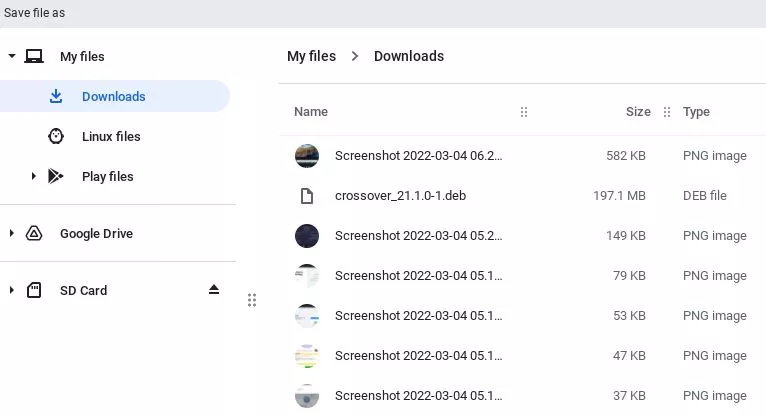 Save file as
My files
Downloads
Linux files
Play files
Google Drive
SD Card
My files > Downloads
Name Size Type
Screenshot 2022-03-04 06.2... 582 KB PNG image
crossover_21.1.0-1.deb 197.1 MB DEB file
Screenshot 2022-03-04 05.2... 149 KB PNG image
Screenshot 2022-03-04 05.1... 79 KB PNG image
Screenshot 2022-03-04 05.1... 53 KB PNG image
Screenshot 2022-03-04 05.1... 47 KB PNG image
Screenshot 2022-03-04 05.1... 37 KB PNG image